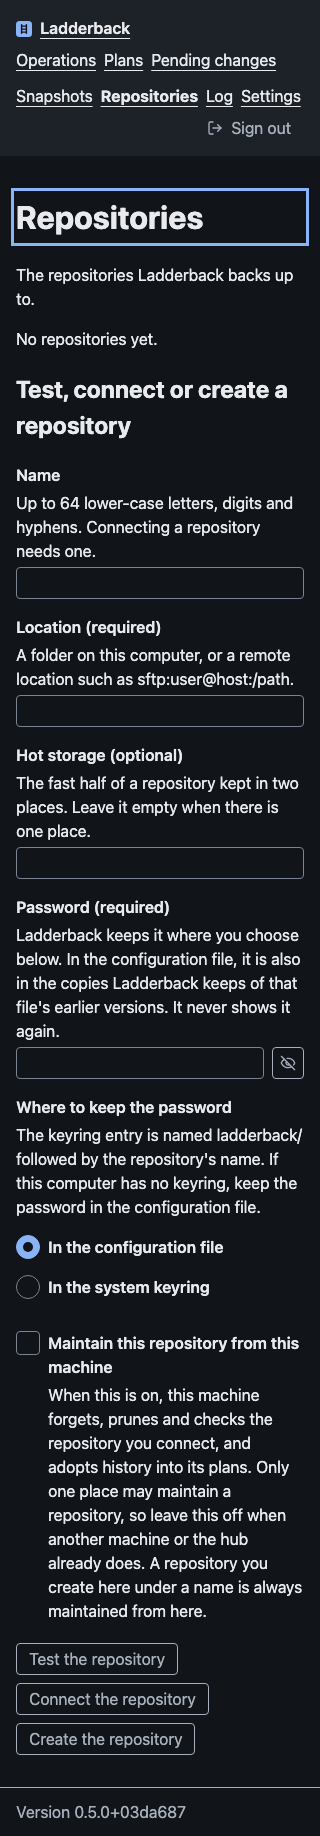 Ladderback
Operations Plans Pending changes
Snapshots Repositories Log Settings
Sign out
Repositories
The repositories Ladderback backs up
to.
No repositories yet.
Test, connect or create a
repository
Name
Up to 64 lower-case letters, digits and
hyphens. Connecting a repository
needs one.
Location (required)
A folder on this computer, or a remote
location such as sftp:user@host:/path.
Hot storage (optional)
The fast half of a repository kept in two
places. Leave it empty when there is
one place.
Password (required)
Ladderback keeps it where you choose
below. In the configuration file, it is also
in the copies Ladderback keeps of that
file's earlier versions. It never shows it
again.
Where to keep the password
The keyring entry is named ladderback/
followed by the repository's name. If
this computer has no keyring, keep the
password in the configuration file.
In the configuration file
In the system keyring
Maintain this repository from this
machine
When this is on, this machine
forgets, prunes and checks the
repository you connect, and
adopts history into its plans. Only
one place may maintain a
repository, so leave this off when
another machine or the hub
already does. A repository you
create here under a name is always
maintained from here.
Test the repository
Connect the repository
Create the repository
Version 0.5.0+03da687